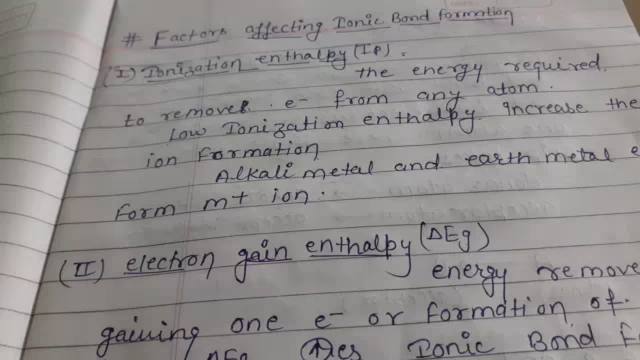 # Factors affecting Ionic Bond formation
(I) Ionization enthalpy (IP).
the energy required.
to remove e- from any atom.
Low Ionization enthalpy increase the
ion formation
Alkali metal and earth metal e
form m+ ion.
(II) electron gain enthalpy (ΔEg)
energy remove
gaining one e- or formation of.
Ionic Bond f